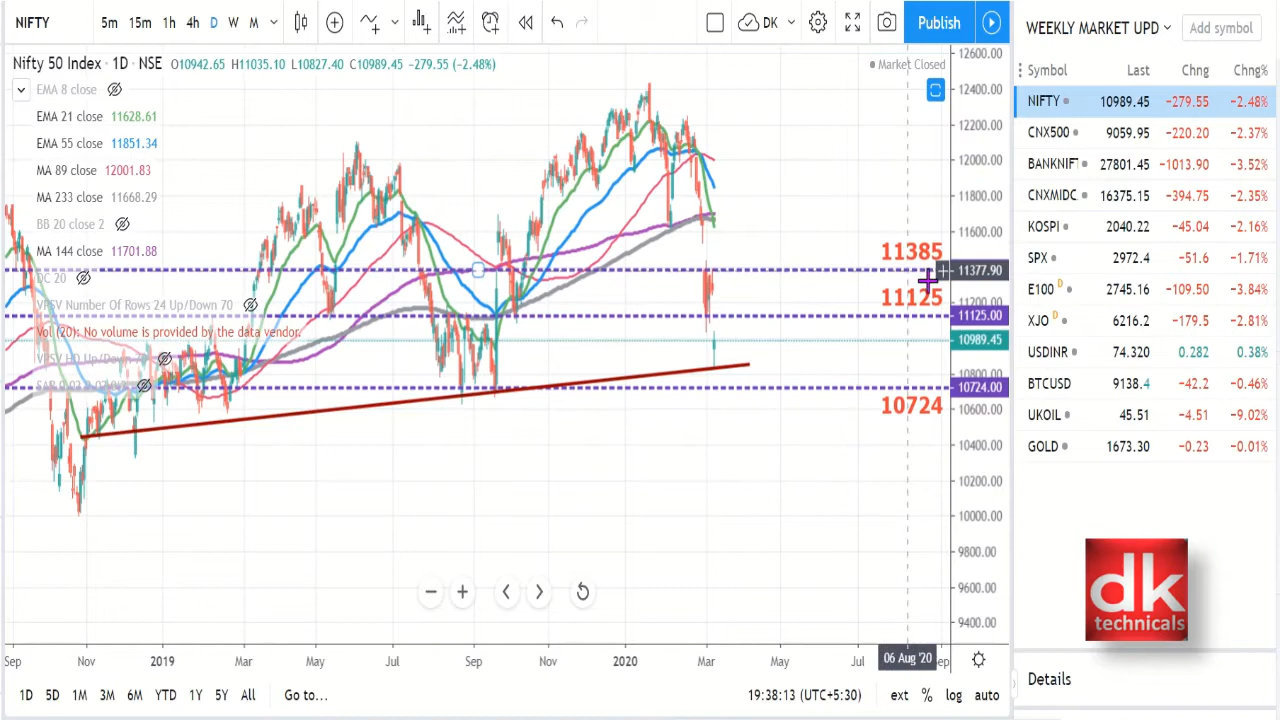 NIFTY 5m 15m 1h 4h D W M DK Publish
Nifty 50 Index · 1D · NSE O10942.65 H11035.10 L10827.40 C10989.45 −279.55 (−2.48%) Market Closed
EMA 8 close
EMA 21 close 11628.61
EMA 55 close 11851.34
MA 89 close 12001.83
MA 233 close 11668.29
BB 20 close 2
MA 144 close 11701.88
DC 20
VPSV Number Of Rows 24 Up/Down 70
Vol (20): No volume is provided by the data vendor.
VPSV HD Up/Down 70
11385
11125
10724
12600.00
12400.00
12200.00
12000.00
11800.00
11600.00
11377.90
11200.00
11125.00
10989.45
10724.00
10600.00
10400.00
10200.00
10000.00
9800.00
9600.00
9400.00
Sep Nov 2019 Mar May Jul Sep Nov 2020 Mar May Jul 06 Aug '20 ep
1D 5D 1M 3M 6M YTD 1Y 5Y All Go to... 19:38:13 (UTC+5:30) ext % log auto
WEEKLY MARKET UPD Add symbol
Symbol Last Chng Chng%
NIFTY 10989.45 −279.55 −2.48%
CNX500 9059.95 −220.20 −2.37%
BANKNIFT 27801.45 −1013.90 −3.52%
CNXMIDC 16375.15 −394.75 −2.35%
KOSPI 2040.22 −45.04 −2.16%
SPX 2972.4 −51.6 −1.71%
E100 D 2745.16 −109.50 −3.84%
XJO D 6216.2 −179.5 −2.81%
USDINR 74.320 0.282 0.38%
BTCUSD 9138.4 −42.2 −0.46%
UKOIL 45.51 −4.51 −9.02%
GOLD 1673.30 −0.23 −0.01%
dk
technicals
Details